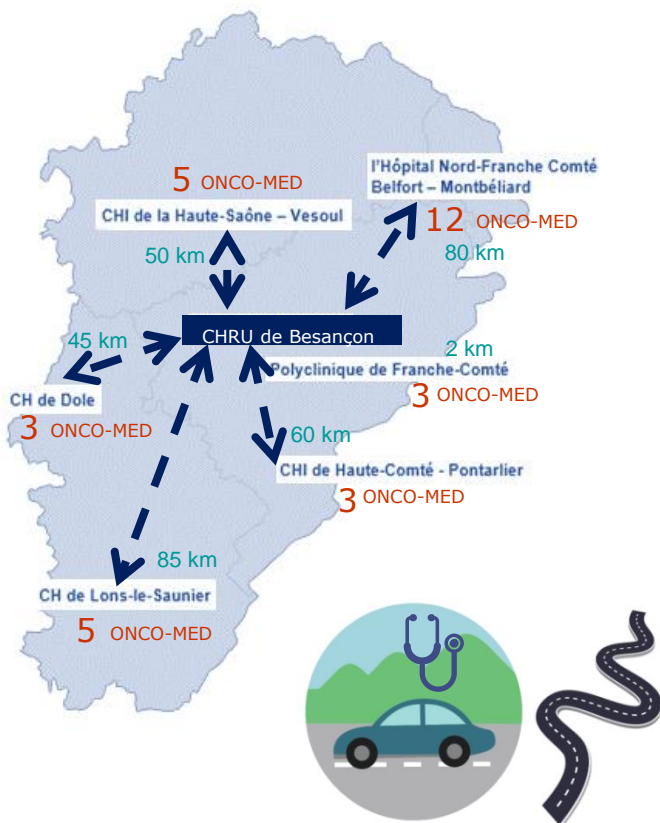 5 ONCO-MED
CHI de la Haute-Saône – Vesoul
l'Hôpital Nord-Franche Comté
Belfort – Montbéliard
12 ONCO-MED
50 km
80 km
CHRU de Besançon
45 km
2 km
Polyclinique de Franche-Comté
3 ONCO-MED
CH de Dole
3 ONCO-MED
60 km
CHI de Haute-Comté - Pontarlier
3 ONCO-MED
85 km
CH de Lons-le-Saunier
5 ONCO-MED